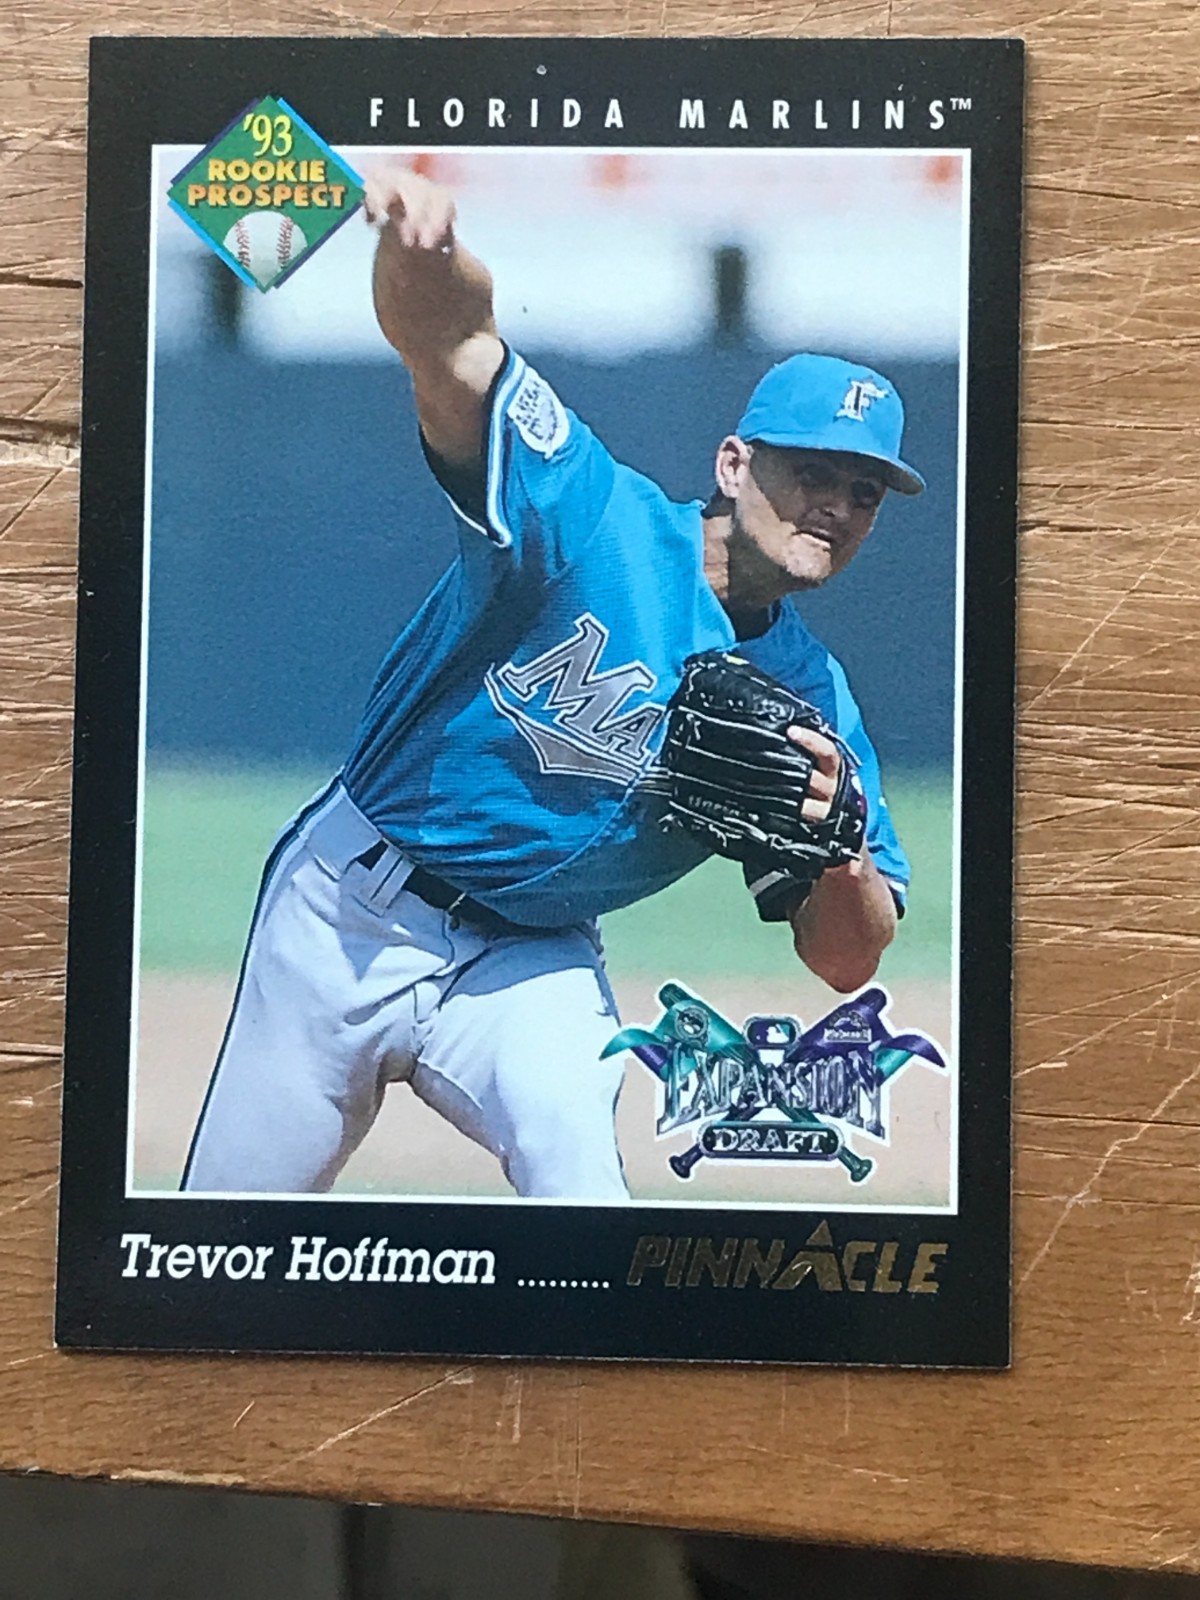 FLORIDA MARLINS™
'93
ROOKIE
PROSPECT
F
MA
EXPANSION
DRAFT
Trevor Hoffman ......... PINNACLE